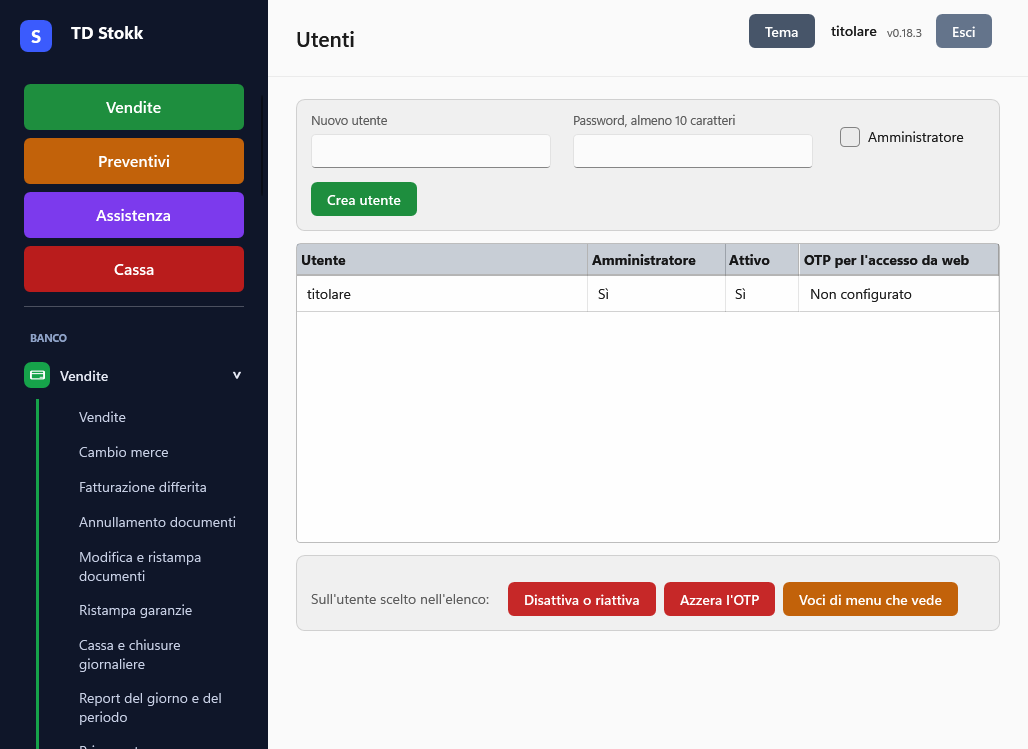 S
TD Stokk
Vendite
Preventivi
Assistenza
Cassa
BANCO
Vendite
Vendite
Cambio merce
Fatturazione differita
Annullamento documenti
Modifica e ristampa
documenti
Ristampa garanzie
Cassa e chiusure
giornaliere
Report del giorno e del
periodo
Utenti
Tema
titolare
v0.18.3
Esci
Nuovo utente
Password, almeno 10 caratteri
Amministratore
Crea utente
Utente Amministratore Attivo OTP per l'accesso da web
titolare Sì Sì Non configurato
Sull'utente scelto nell'elenco: Disattiva o riattiva Azzera l'OTP Voci di menu che vede